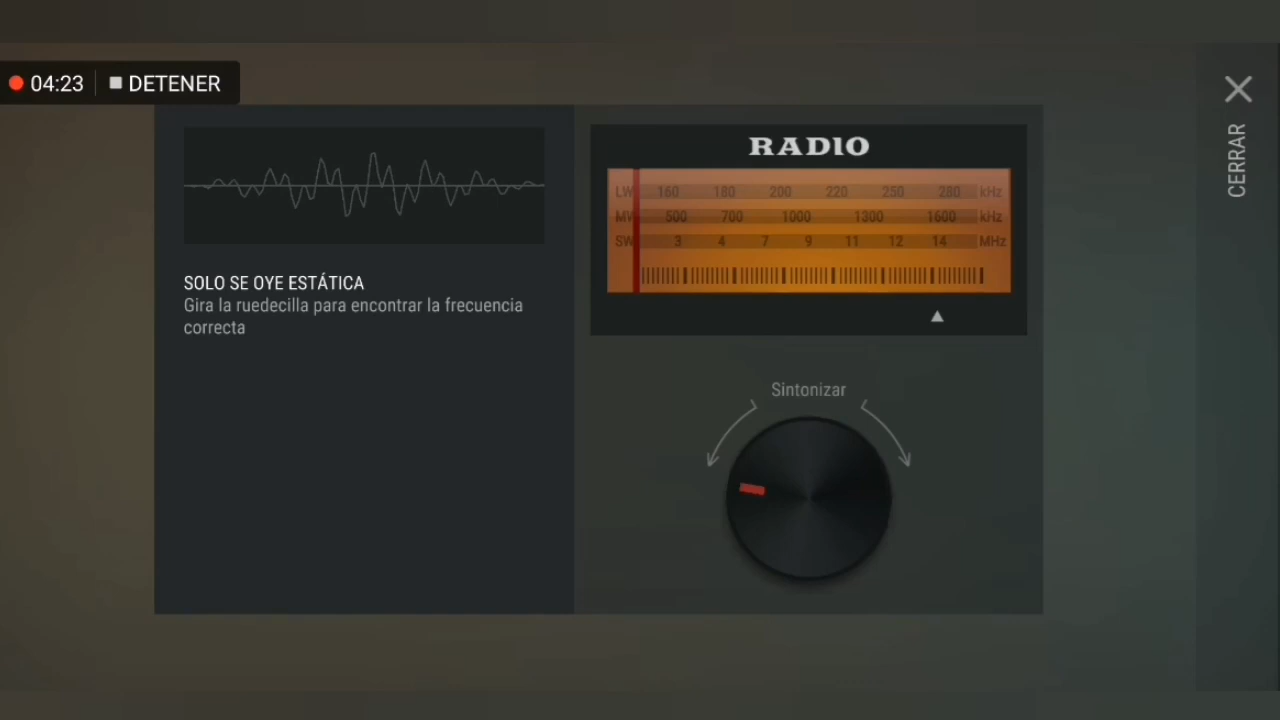 04:23 DETENER
CERRAR
SOLO SE OYE ESTÁTICA
Gira la ruedecilla para encontrar la frecuencia
correcta
RADIO
LW 160 180 200 220 250 280 kHz
MW 500 700 1000 1300 1600 kHz
SW 3 4 7 9 11 12 14 MHz
Sintonizar